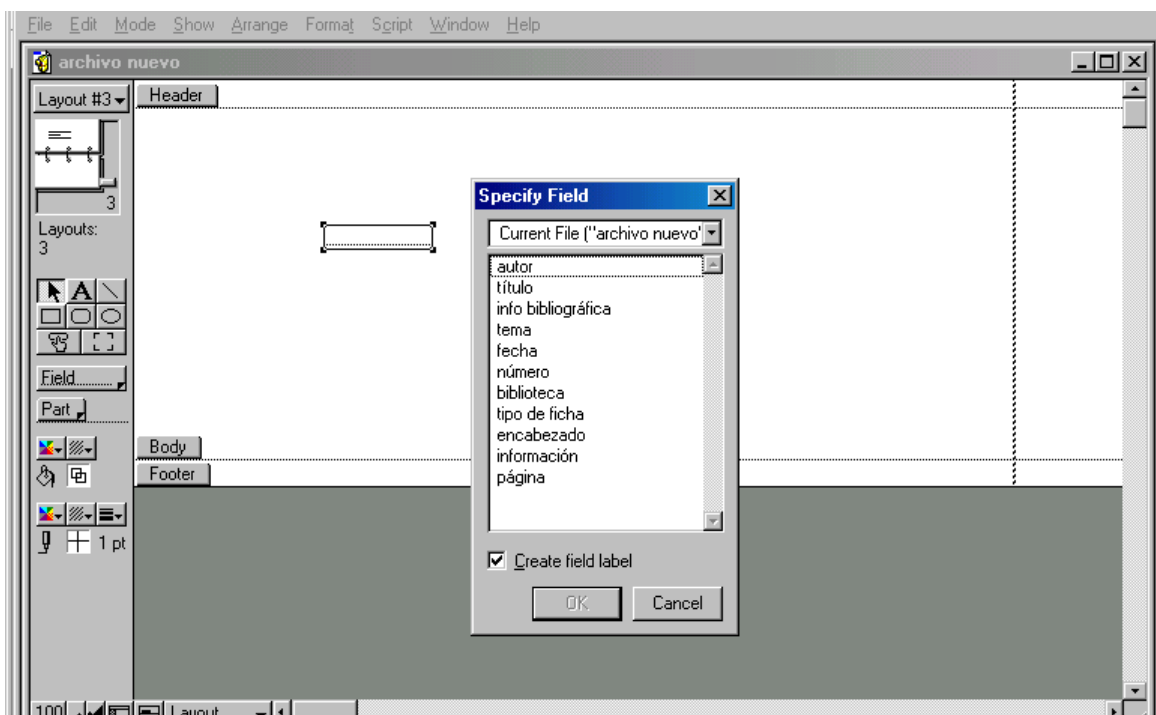 File Edit Mode Show Arrange Format Script Window Help
archivo nuevo
Layout #3
Header
3
Layouts:
3
Field
Part
Body
Footer
1 pt
Specify Field
Current File ("archivo nuevo"
autor
título
info bibliográfica
tema
fecha
número
biblioteca
tipo de ficha
encabezado
información
página
Create field label
OK Cancel
100 Layout